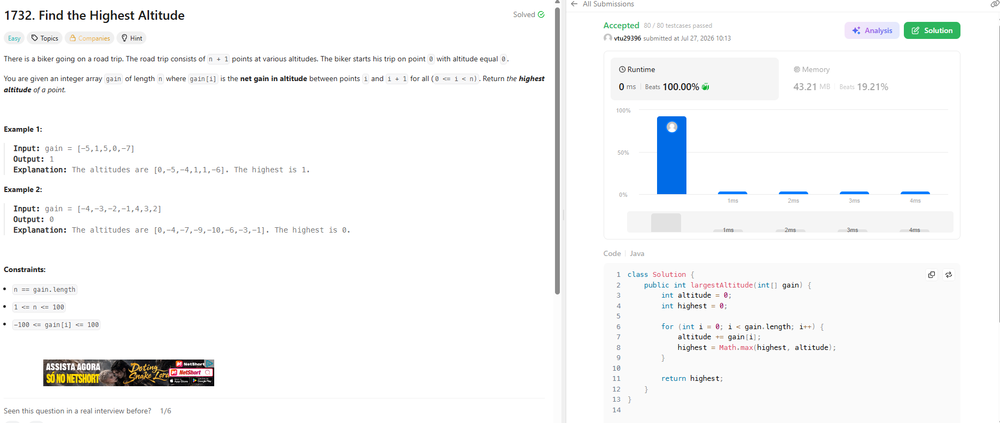 1732. Find the Highest Altitude
Solved
Easy Topics Companies Hint
There is a biker going on a road trip. The road trip consists of n + 1 points at various altitudes. The biker starts his trip on point 0 with altitude equal 0.
You are given an integer array gain of length n where gain[i] is the net gain in altitude between points i and i + 1 for all (0 <= i < n). Return the highest
altitude of a point.
Example 1:
Input: gain = [-5,1,5,0,-7]
Output: 1
Explanation: The altitudes are [0,-5,-4,1,1,-6]. The highest is 1.
Example 2:
Input: gain = [-4,-3,-2,-1,4,3,2]
Output: 0
Explanation: The altitudes are [0,-4,-7,-9,-10,-6,-3,-1]. The highest is 0.
Constraints:
n == gain.length
1 <= n <= 100
-100 <= gain[i] <= 100
ASSISTA AGORA
SÓ NO NETSHORT
Doting
Snake Lord
NetShort
NetShort
App Store Google Play
Seen this question in a real interview before? 1/6
All Submissions
Accepted 80 / 80 testcases passed
vtu29396 submitted at Jul 27, 2026 10:13
Analysis
Solution
Runtime
0 ms Beats 100.00%
Memory
43.21 MB Beats 19.21%
100%
50%
0%
1ms 2ms 3ms 4ms
1ms 2ms 3ms 4ms
Code Java
1 class Solution {
2 public int largestAltitude(int[] gain) {
3 int altitude = 0;
4 int highest = 0;
5
6 for (int i = 0; i < gain.length; i++) {
7 altitude += gain[i];
8 highest = Math.max(highest, altitude);
9 }
10
11 return highest;
12 }
13 }
14